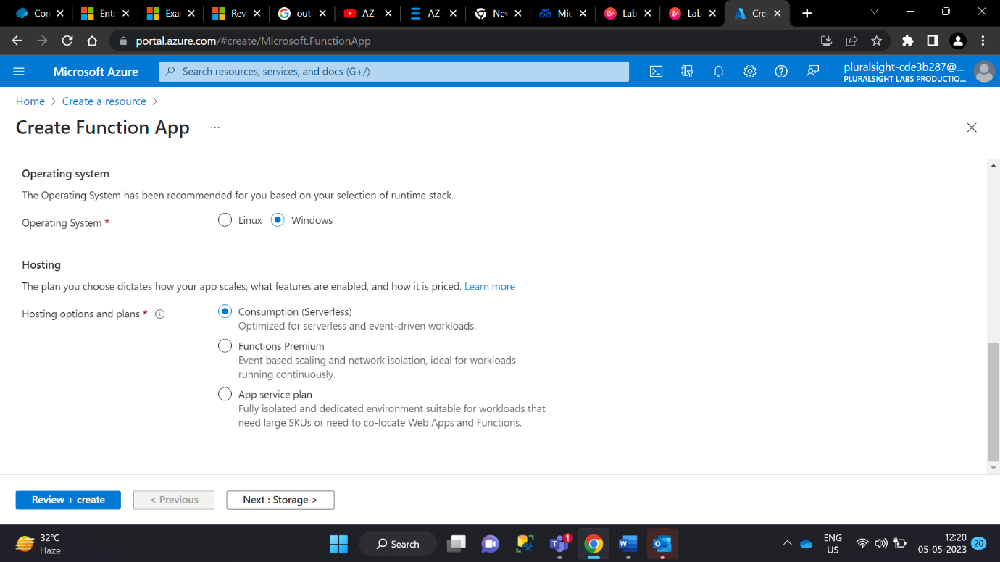 Con
Ente
Exar
Rev
outl
AZ-
AZ-
Nev
Mic
Lab
Lab
Cre
portal.azure.com/#create/Microsoft.FunctionApp
Microsoft Azure
Search resources, services, and docs (G+/)
pluralsight-cde3b287@...
PLURALSIGHT LABS PRODUCTIO...
Home > Create a resource >
Create Function App ...
Operating system
The Operating System has been recommended for you based on your selection of runtime stack.
Operating System *
Linux
Windows
Hosting
The plan you choose dictates how your app scales, what features are enabled, and how it is priced. Learn more
Hosting options and plans *
Consumption (Serverless)
Optimized for serverless and event-driven workloads.
Functions Premium
Event based scaling and network isolation, ideal for workloads
running continuously.
App service plan
Fully isolated and dedicated environment suitable for workloads that
need large SKUs or need to co-locate Web Apps and Functions.
Review + create
< Previous
Next : Storage >
32°C
Haze
Search
1
ENG
US
12:20
05-05-2023
20